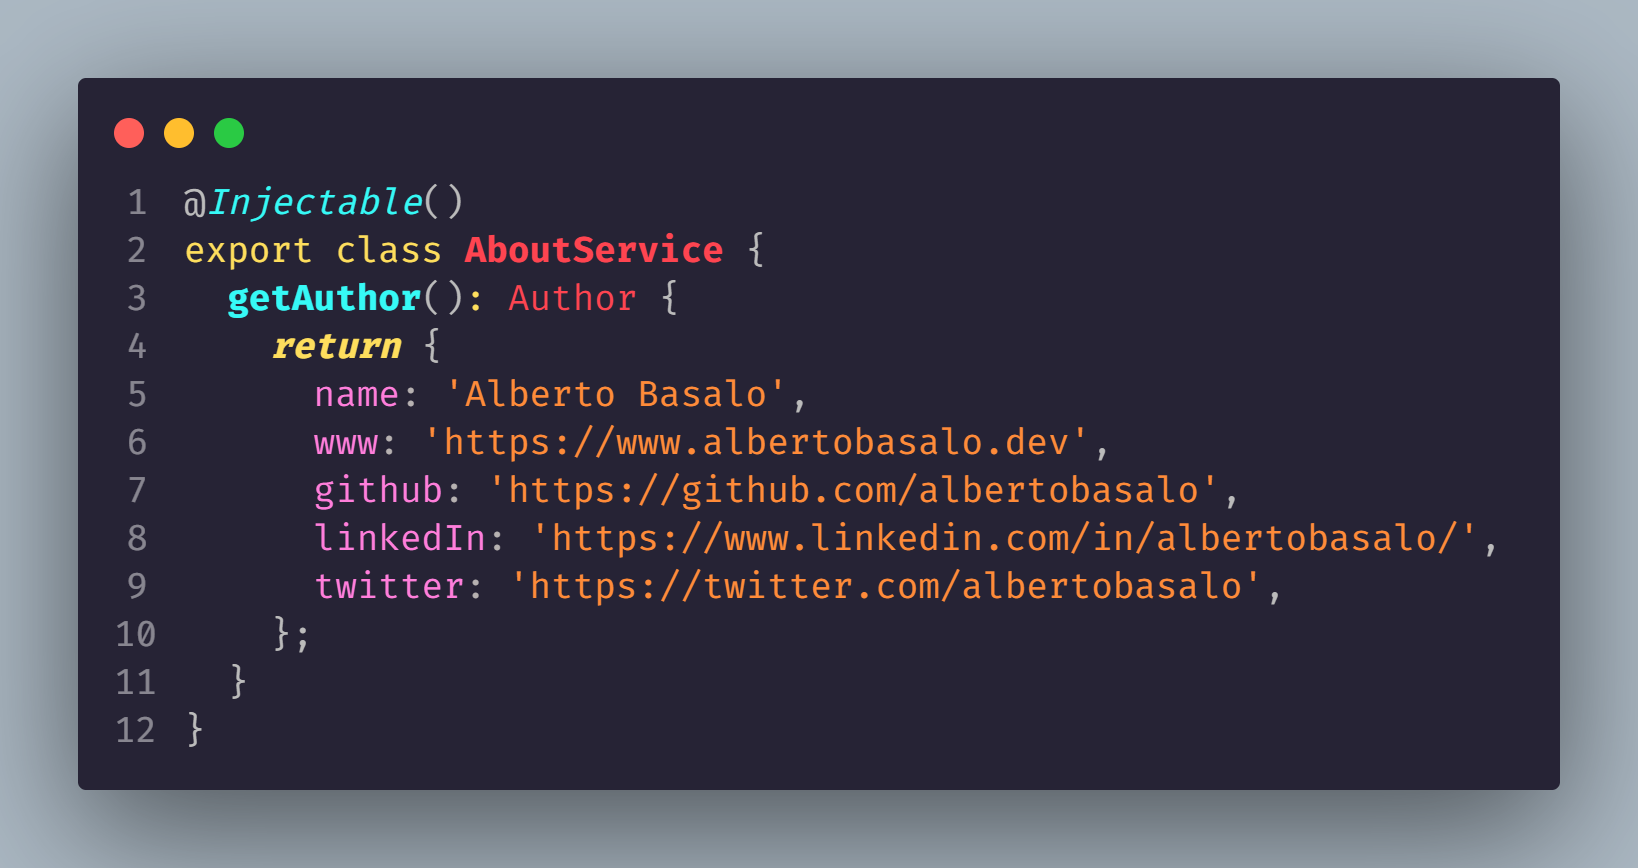 1 @Injectable()
2 export class AboutService {
3   getAuthor(): Author {
4     return {
5       name: 'Alberto Basalo',
6       www: 'https://www.albertobasalo.dev',
7       github: 'https://github.com/albertobasalo',
8       linkedIn: 'https://www.linkedin.com/in/albertobasalo/',
9       twitter: 'https://twitter.com/albertobasalo',
10     };
11   }
12 }